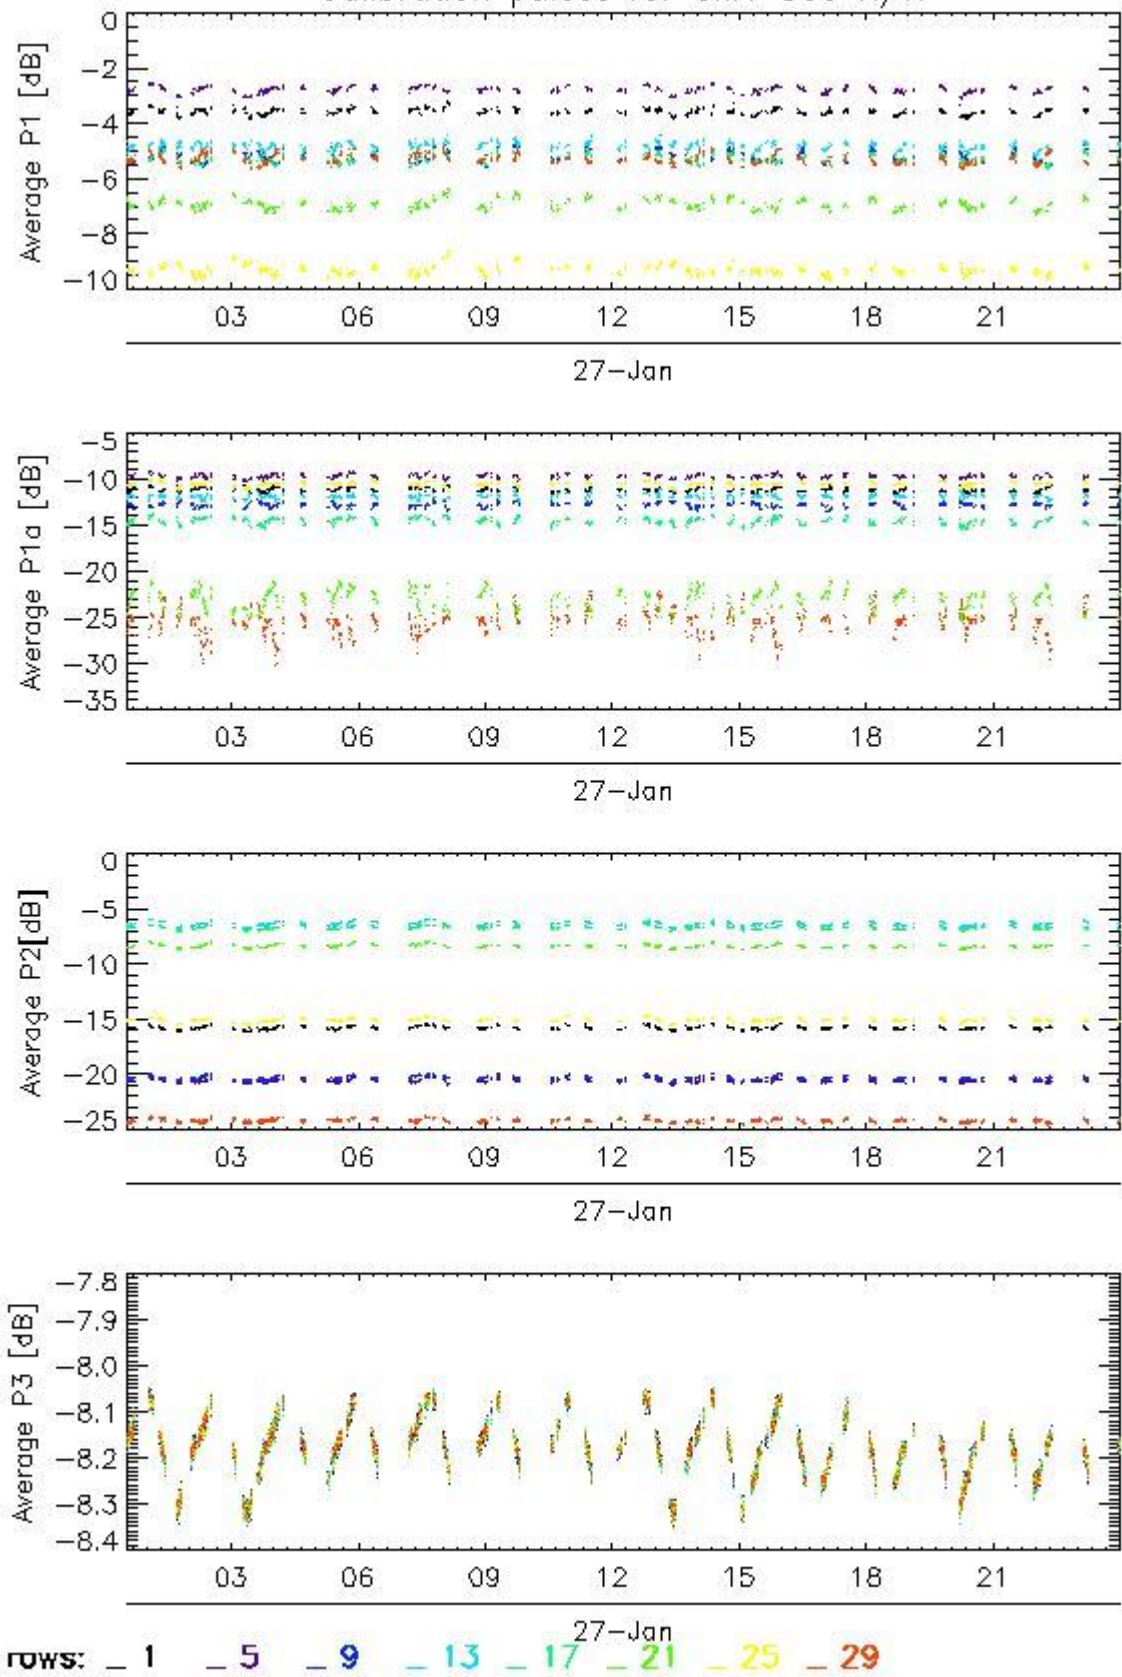 0
-2
-4
-6
-8
-10
Average P1 [dB]
03 06 09 12 15 18 21
27-Jan
-5
-10
-15
-20
-25
-30
-35
Average P1a [dB]
03 06 09 12 15 18 21
27-Jan
0
-5
-10
-15
-20
-25
Average P2[dB]
03 06 09 12 15 18 21
27-Jan
-7.8
-7.9
-8.0
-8.1
-8.2
-8.3
-8.4
Average P3 [dB]
03 06 09 12 15 18 21
27-Jan
rows: _ 1 _ 5 _ 9 _ 13 _ 17 _ 21 _ 25 _ 29